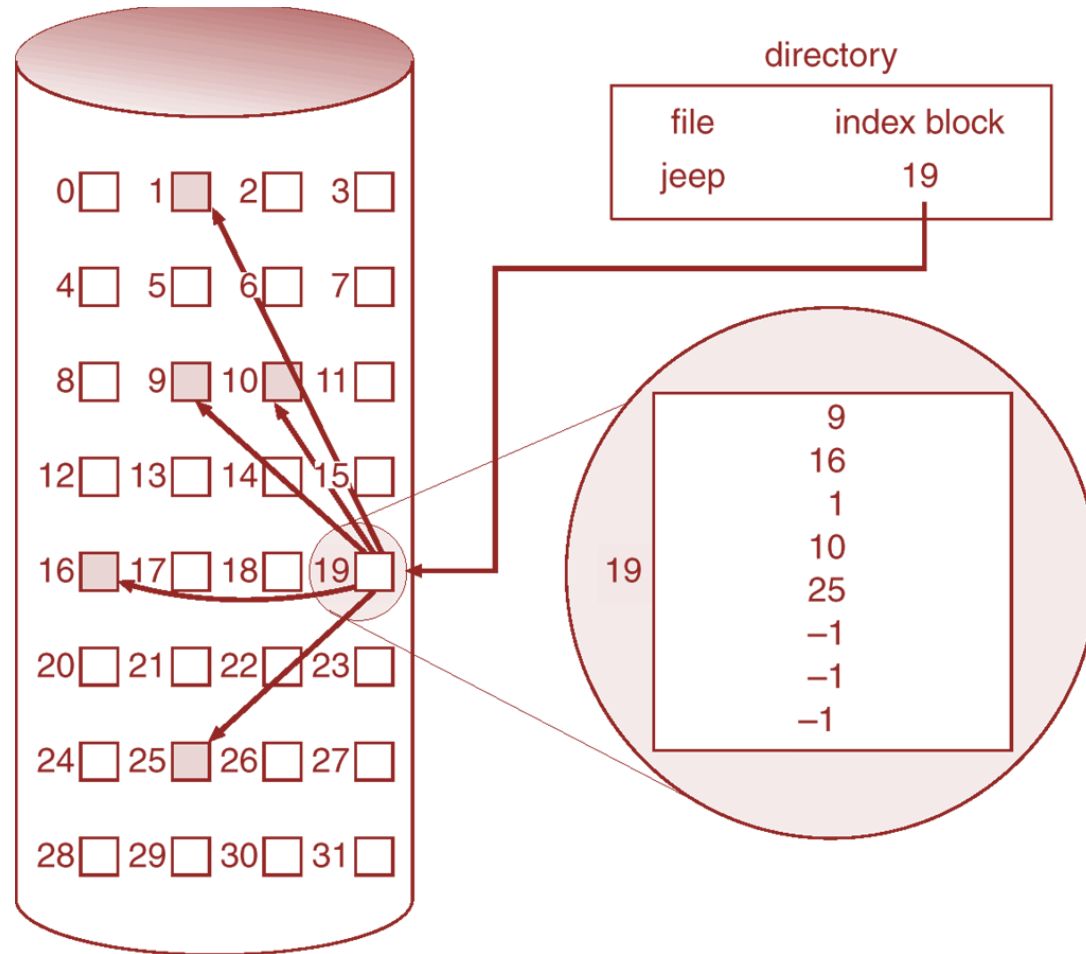 directory
file index block
jeep 19
0 1 2 3
4 5 6 7
8 9 10 11
12 13 14 15
16 17 18 19
20 21 22 23
24 25 26 27
28 29 30 31
19
9
16
1
10
25
–1
–1
–1